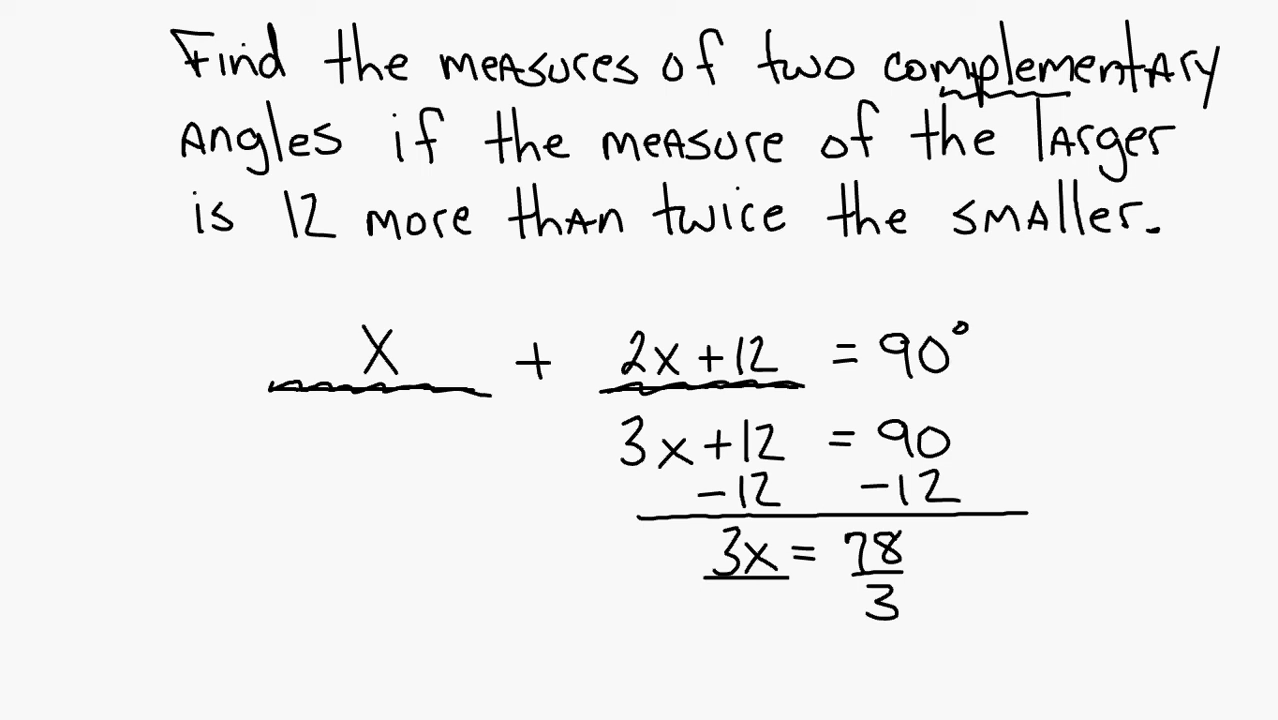 Find the measures of two complementary
angles if the measure of the larger
is 12 more than twice the smaller.
x + 2x + 12 = 90°
3x + 12 = 90
-12 -12
3x = 78
3